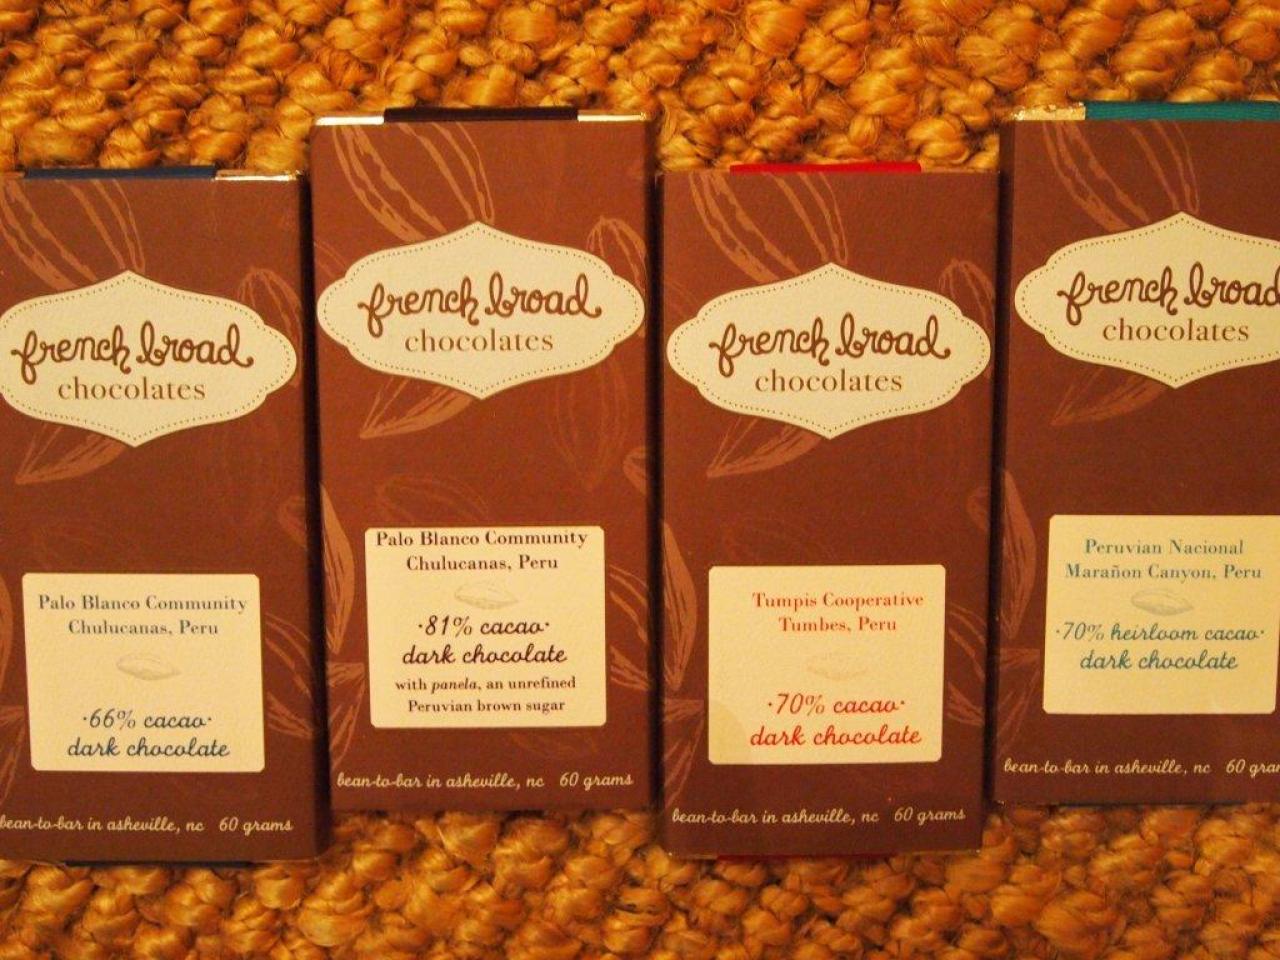 french broad
chocolates
Palo Blanco Community
Chulucanas, Peru
·66% cacao·
dark chocolate
bean-to-bar in asheville, nc 60 grams
french broad
chocolates
Palo Blanco Community
Chulucanas, Peru
·81% cacao·
dark chocolate
with panela, an unrefined
Peruvian brown sugar
bean-to-bar in asheville, nc 60 grams
french broad
chocolates
Tumpis Cooperative
Tumbes, Peru
·70% cacao·
dark chocolate
bean-to-bar in asheville, nc 60 grams
french broad
chocolates
Peruvian Nacional
Marañon Canyon, Peru
·70% heirloom cacao·
dark chocolate
bean-to-bar in asheville, nc 60 gram